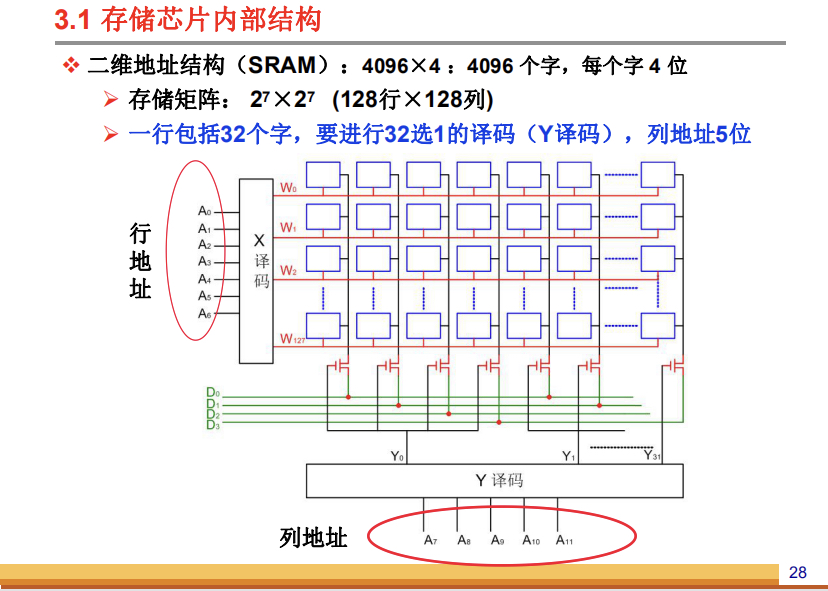 3.1 存储芯片内部结构
❖ 二维地址结构（SRAM）：4096×4：4096 个字，每个字 4 位
➢ 存储矩阵： 2⁷×2⁷ (128行×128列)
➢ 一行包括32个字，要进行32选1的译码（Y译码），列地址5位
行地址
A0
A1
A2
A3
A4
A5
A6
X 译码
W0
W1
W2
W127
D0
D1
D2
D3
Y0 Y1 Y31
Y 译码
列地址
A7 A8 A9 A10 A11
28